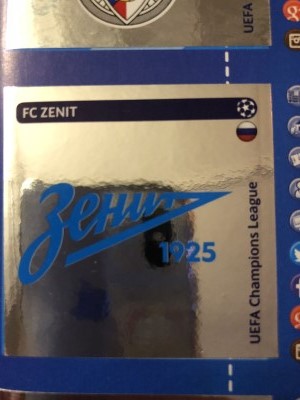 UEFA
FC ZENIT
Зенит
1925
UEFA Champions League